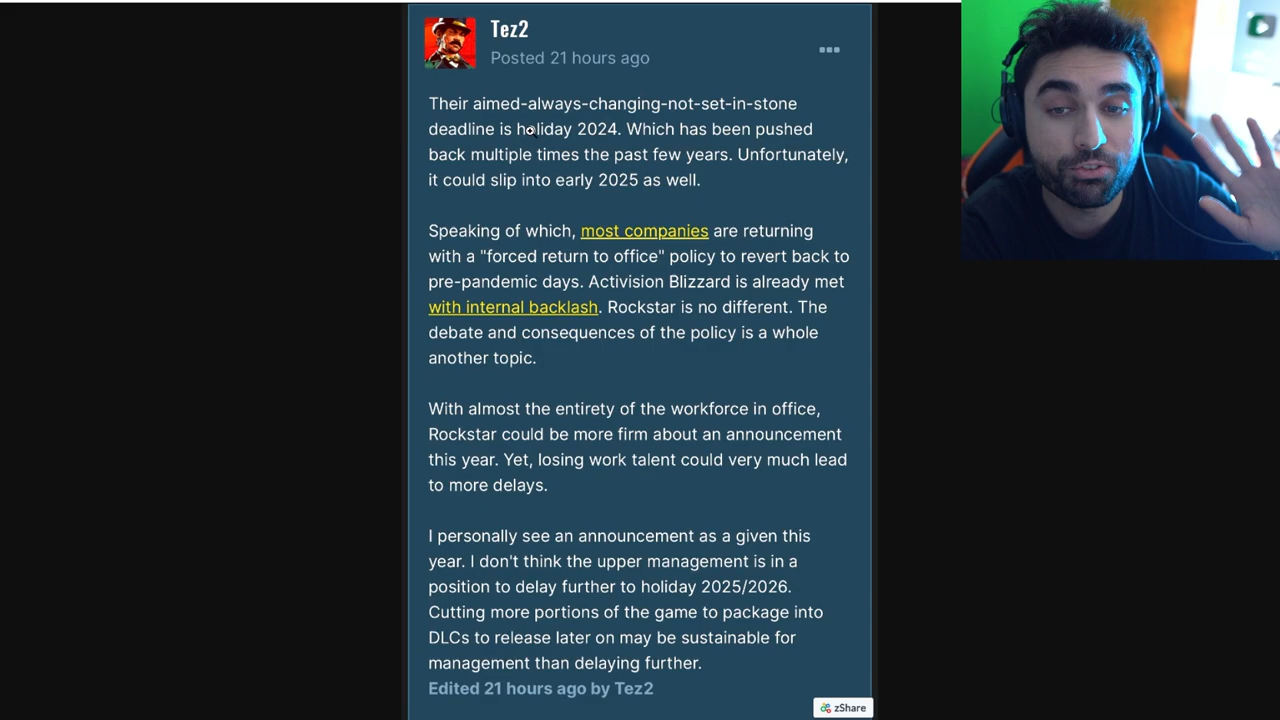 Tez2
Posted 21 hours ago
Their aimed-always-changing-not-set-in-stone
deadline is holiday 2024. Which has been pushed
back multiple times the past few years. Unfortunately,
it could slip into early 2025 as well.
Speaking of which, most companies are returning
with a "forced return to office" policy to revert back to
pre-pandemic days. Activision Blizzard is already met
with internal backlash. Rockstar is no different. The
debate and consequences of the policy is a whole
another topic.
With almost the entirety of the workforce in office,
Rockstar could be more firm about an announcement
this year. Yet, losing work talent could very much lead
to more delays.
I personally see an announcement as a given this
year. I don't think the upper management is in a
position to delay further to holiday 2025/2026.
Cutting more portions of the game to package into
DLCs to release later on may be sustainable for
management than delaying further.
Edited 21 hours ago by Tez2
zShare